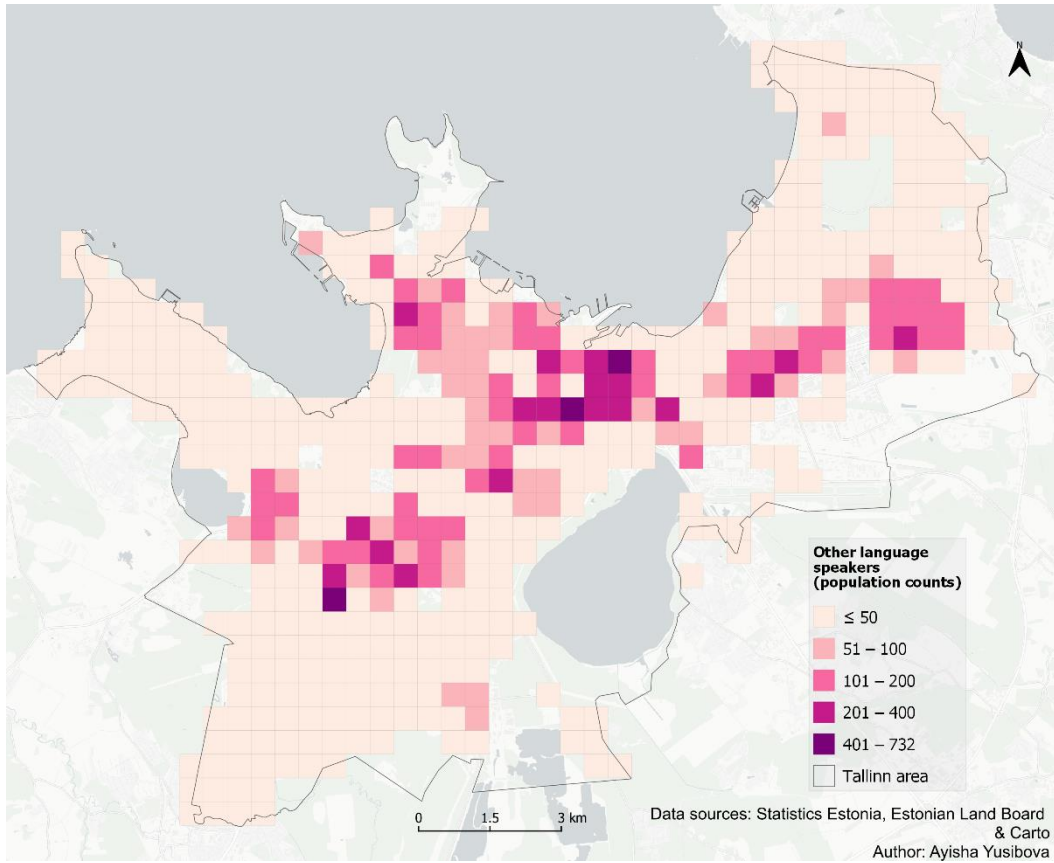 N
Other language
speakers
(population counts)
≤ 50
51 – 100
101 – 200
201 – 400
401 – 732
Tallinn area
0 1.5 3 km
Data sources: Statistics Estonia, Estonian Land Board
& Carto
Author: Ayisha Yusibova